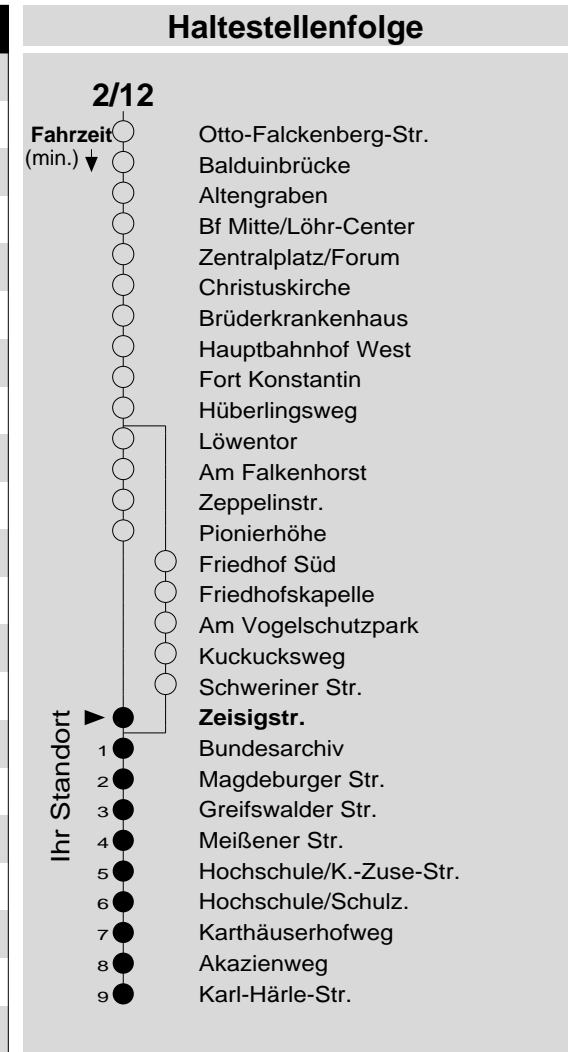 Haltestellenfolge
2/12
Fahrzeit Otto-Falckenberg-Str.
(min.) Balduinbrücke
Altengraben
Bf Mitte/Löhr-Center
Zentralplatz/Forum
Christuskirche
Brüderkrankenhaus
Hauptbahnhof West
Fort Konstantin
Hüberlingsweg
Löwentor
Am Falkenhorst
Zeppelinstr.
Pionierhöhe
Friedhof Süd
Friedhofskapelle
Am Vogelschutzpark
Kuckucksweg
Schweriner Str.
Ihr Standort
Zeisigstr.
1 Bundesarchiv
2 Magdeburger Str.
3 Greifswalder Str.
4 Meißener Str.
5 Hochschule/K.-Zuse-Str.
6 Hochschule/Schulz.
7 Karthäuserhofweg
8 Akazienweg
9 Karl-Härle-Str.